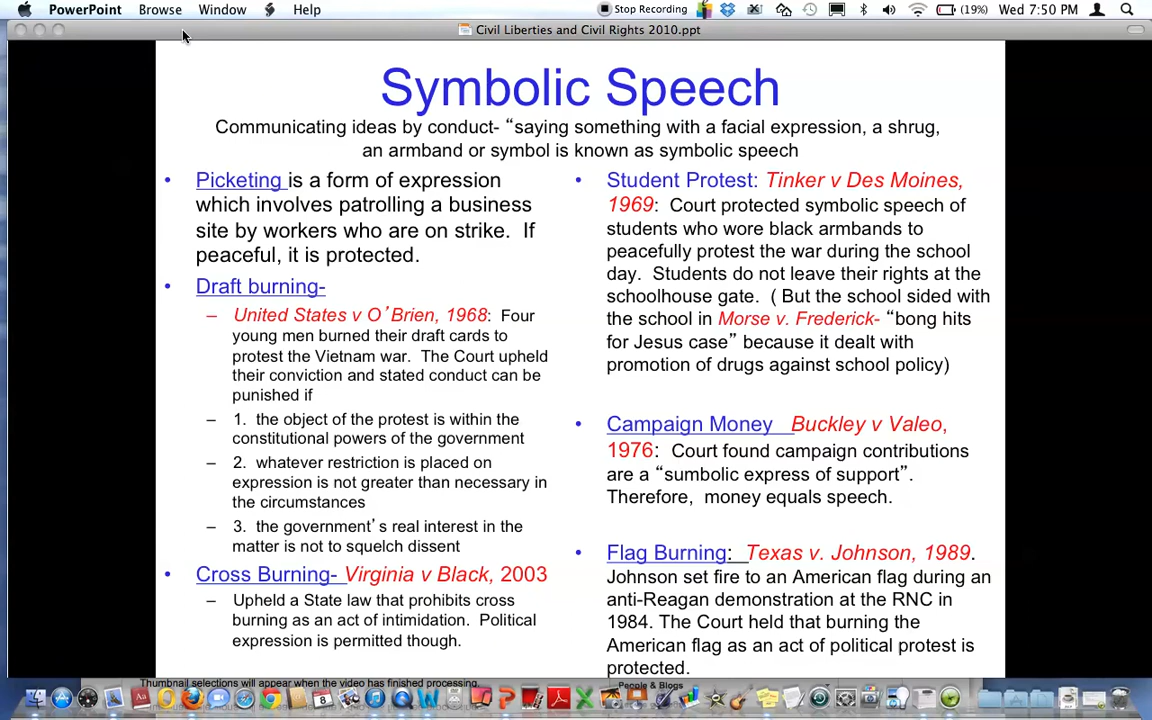 PowerPoint Browse Window Help Stop Recording (19%) Wed 7:50 PM
Civil Liberties and Civil Rights 2010.ppt
Symbolic Speech
Communicating ideas by conduct- “saying something with a facial expression, a shrug,
an armband or symbol is known as symbolic speech
• Picketing is a form of expression
which involves patrolling a business
site by workers who are on strike. If
peaceful, it is protected.
• Draft burning-
– United States v O’Brien, 1968: Four
young men burned their draft cards to
protest the Vietnam war. The Court upheld
their conviction and stated conduct can be
punished if
– 1. the object of the protest is within the
constitutional powers of the government
– 2. whatever restriction is placed on
expression is not greater than necessary in
the circumstances
– 3. the government’s real interest in the
matter is not to squelch dissent
• Cross Burning- Virginia v Black, 2003
– Upheld a State law that prohibits cross
burning as an act of intimidation. Political
expression is permitted though.
• Student Protest: Tinker v Des Moines,
1969: Court protected symbolic speech of
students who wore black armbands to
peacefully protest the war during the school
day. Students do not leave their rights at the
schoolhouse gate. ( But the school sided with
the school in Morse v. Frederick- “bong hits
for Jesus case” because it dealt with
promotion of drugs against school policy)
• Campaign Money Buckley v Valeo,
1976: Court found campaign contributions
are a “sumbolic express of support”.
Therefore, money equals speech.
• Flag Burning: Texas v. Johnson, 1989.
Johnson set fire to an American flag during an
anti-Reagan demonstration at the RNC in
1984. The Court held that burning the
American flag as an act of political protest is
protected.
Thumbnail selections will appear when the video has finished processing.
People & Blogs